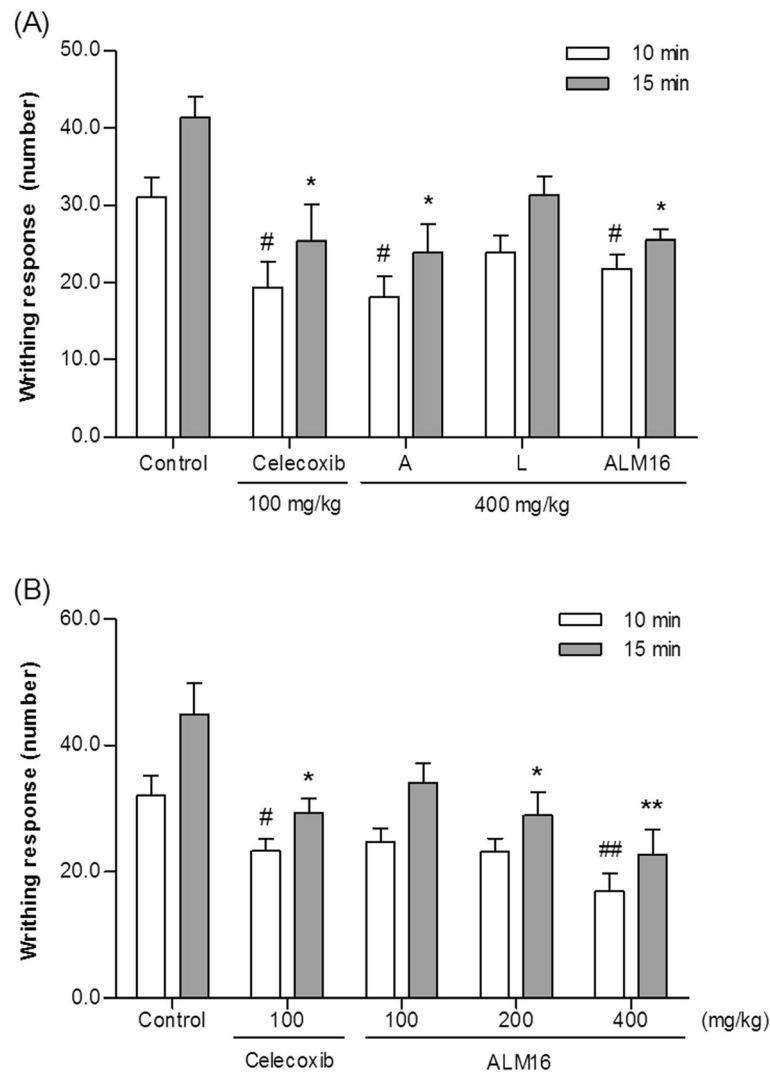 (A)
Writhing response (number)
50.0
40.0
30.0
20.0
10.0
0.0
10 min
15 min
# * # * # *
Control Celecoxib A L ALM16
100 mg/kg 400 mg/kg
(B)
Writhing response (number)
60.0
40.0
20.0
0.0
10 min
15 min
# * * ## **
Control 100 100 200 400 (mg/kg)
Celecoxib ALM16